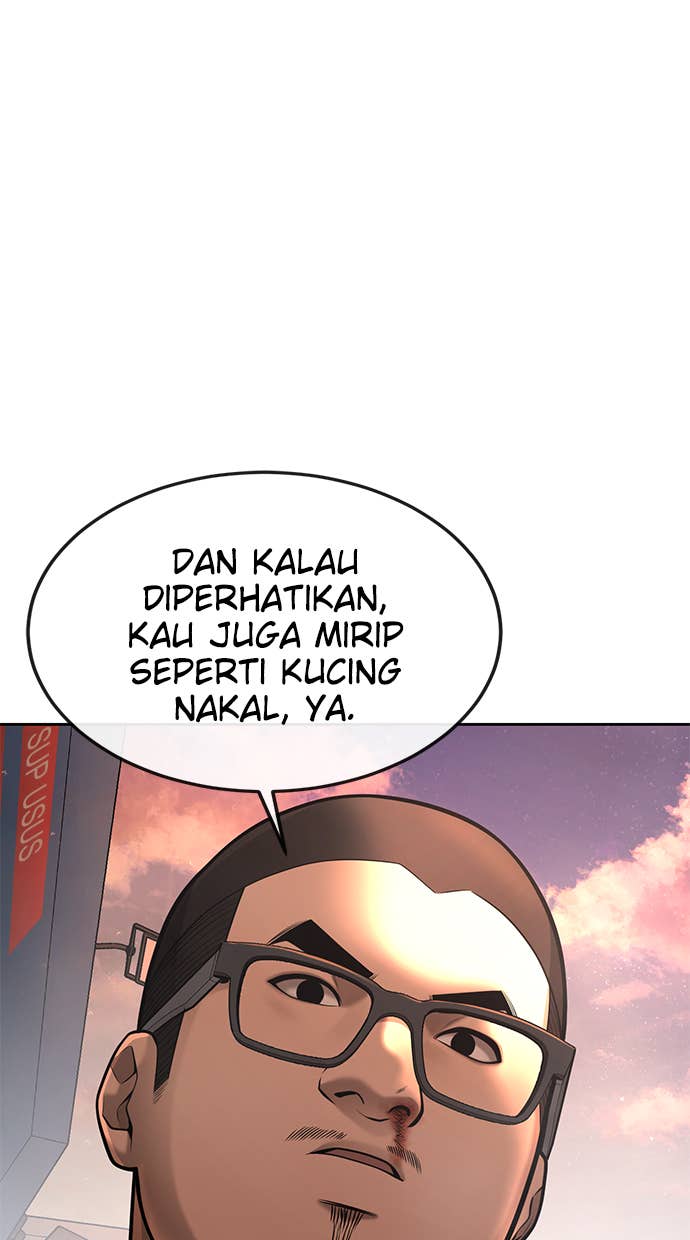 DAN KALAU
DIPERHATIKAN,
KAU JUGA MIRIP
SEPERTI KUCING
NAKAL, YA.
SUP USUS